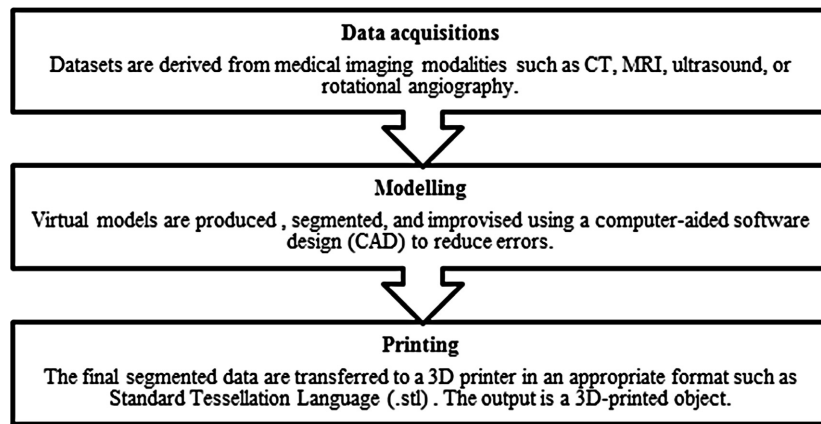 Data acquisitions
Datasets are derived from medical imaging modalities such as CT, MRI, ultrasound, or
rotational angiography.
Modelling
Virtual models are produced , segmented, and improvised using a computer-aided software
design (CAD) to reduce errors.
Printing
The final segmented data are transferred to a 3D printer in an appropriate format such as
Standard Tessellation Language (.stl) . The output is a 3D-printed object.